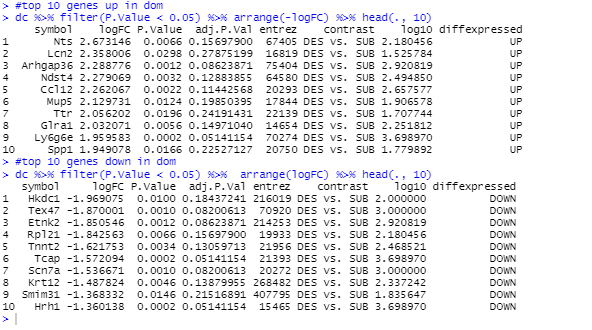 > #top 10 genes up in dom
> dc %>% filter(P.Value < 0.05) %>% arrange(-logFC) %>% head(., 10)
symbol logFC P.Value adj.P.Val entrez contrast log10 diffexpressed
1 Nts 2.673146 0.0066 0.15697900 67405 DES vs. SUB 2.180456 UP
2 Lcn2 2.358006 0.0298 0.27875199 16819 DES vs. SUB 1.525784 UP
3 Arhgap36 2.288776 0.0012 0.08623871 75404 DES vs. SUB 2.920819 UP
4 Ndst4 2.279069 0.0032 0.12883855 64580 DES vs. SUB 2.494850 UP
5 Ccl12 2.262067 0.0022 0.11442568 20293 DES vs. SUB 2.657577 UP
6 Mup5 2.129731 0.0124 0.19850395 17844 DES vs. SUB 1.906578 UP
7 Ttr 2.056202 0.0196 0.24191431 22139 DES vs. SUB 1.707744 UP
8 Glra1 2.032071 0.0056 0.14971040 14654 DES vs. SUB 2.251812 UP
9 Ly6g6e 1.959583 0.0002 0.05141154 70274 DES vs. SUB 3.698970 UP
10 Spp1 1.949078 0.0166 0.22527127 20750 DES vs. SUB 1.779892 UP
> #top 10 genes down in dom
> dc %>% filter(P.Value < 0.05) %>%  arrange(logFC) %>% head(., 10)
symbol logFC P.Value adj.P.Val entrez contrast log10 diffexpressed
1 Hkdc1 -1.969075 0.0100 0.18437241 216019 DES vs. SUB 2.000000 DOWN
2 Tex47 -1.870001 0.0010 0.08200613 70920 DES vs. SUB 3.000000 DOWN
3 Etnk2 -1.850546 0.0012 0.08623871 214253 DES vs. SUB 2.920819 DOWN
4 Rpl21 -1.842563 0.0066 0.15697900 19933 DES vs. SUB 2.180456 DOWN
5 Tnnt2 -1.621753 0.0034 0.13059713 21956 DES vs. SUB 2.468521 DOWN
6 Tcap -1.572094 0.0002 0.05141154 21393 DES vs. SUB 3.698970 DOWN
7 Scn7a -1.536671 0.0010 0.08200613 20272 DES vs. SUB 3.000000 DOWN
8 Krt12 -1.487824 0.0046 0.13879955 268482 DES vs. SUB 2.337242 DOWN
9 Smim31 -1.368332 0.0146 0.21516891 407795 DES vs. SUB 1.835647 DOWN
10 Hrh1 -1.360138 0.0002 0.05141154 15465 DES vs. SUB 3.698970 DOWN
>